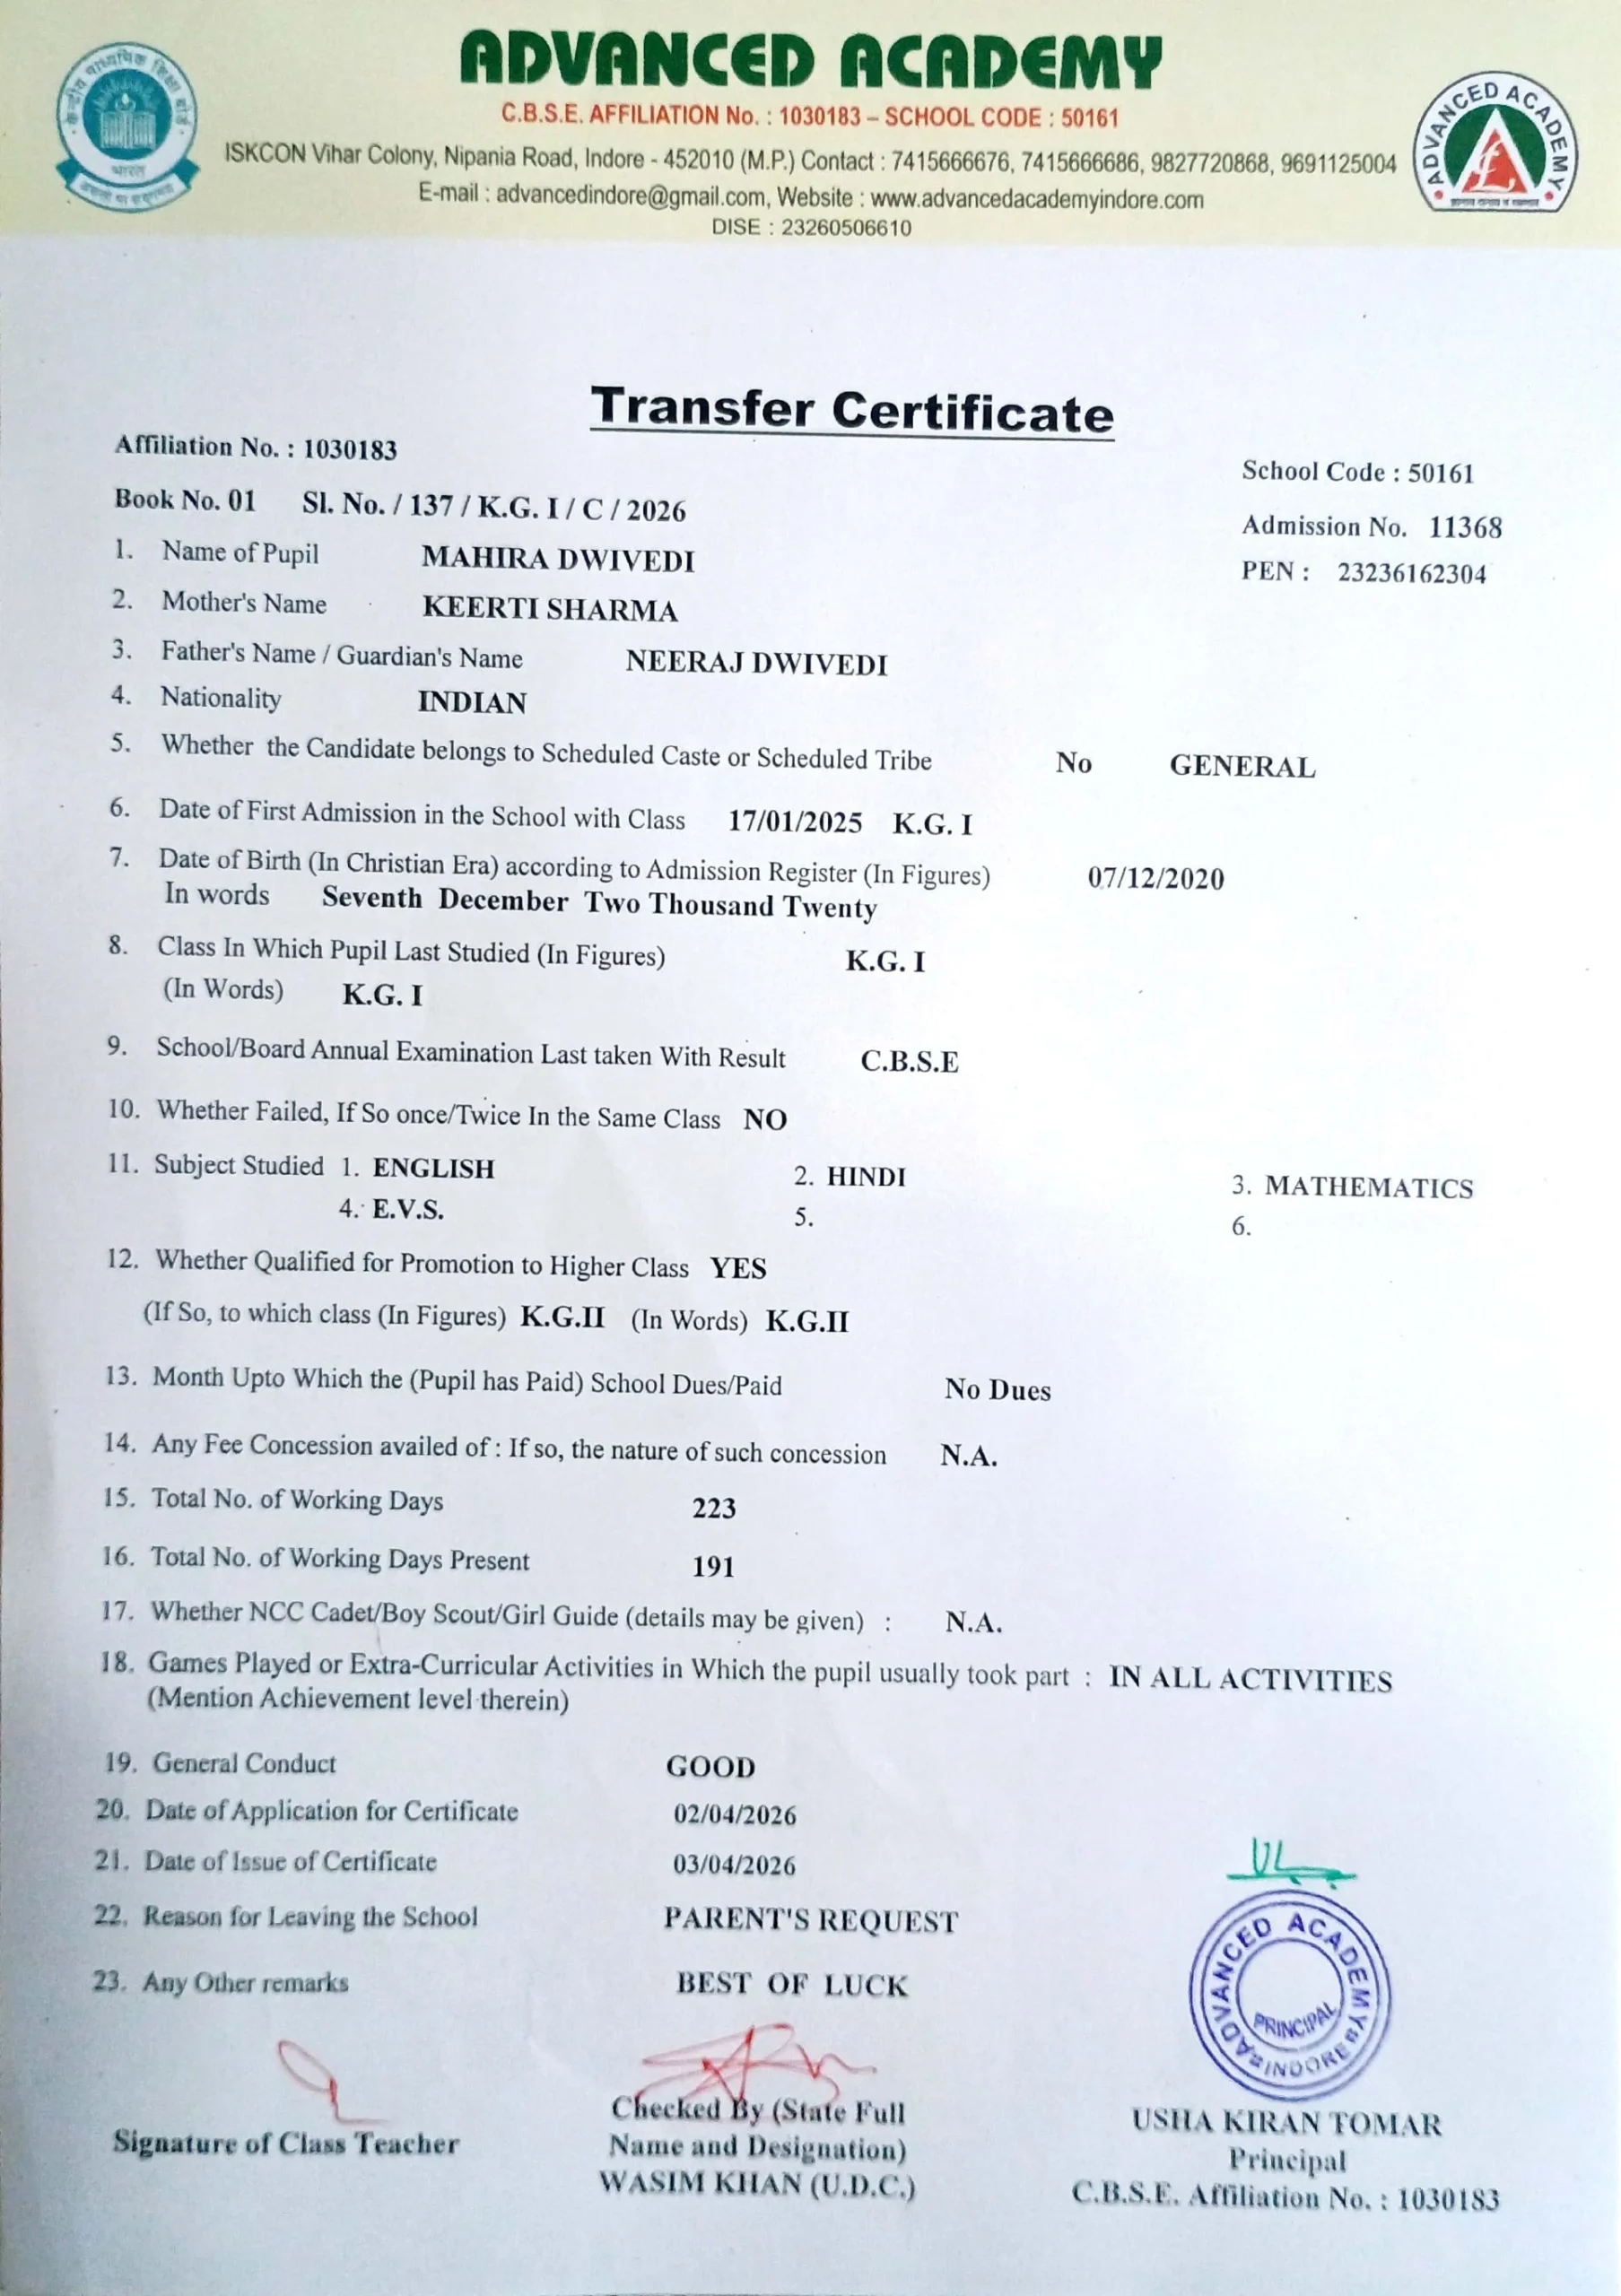 ADVANCED ACADEMY
C.B.S.E. AFFILIATION No. : 1030183 – SCHOOL CODE : 50161
ISKCON Vihar Colony, Nipania Road, Indore - 452010 (M.P.) Contact : 7415666676, 7415666686, 9827720868, 9691125004
E-mail : advancedindore@gmail.com, Website : www.advancedacademyindore.com
DISE : 23260506610
केन्द्रीय माध्यमिक शिक्षा बोर्ड
भारत
ADVANCED ACADEMY
Transfer Certificate
Affiliation No. : 1030183
School Code : 50161
Book No. 01 Sl. No. / 137 / K.G. I / C / 2026
Admission No. 11368
PEN : 23236162304
1. Name of Pupil MAHIRA DWIVEDI
2. Mother's Name KEERTI SHARMA
3. Father's Name / Guardian's Name NEERAJ DWIVEDI
4. Nationality INDIAN
5. Whether the Candidate belongs to Scheduled Caste or Scheduled Tribe No GENERAL
6. Date of First Admission in the School with Class 17/01/2025 K.G. I
7. Date of Birth (In Christian Era) according to Admission Register (In Figures) 07/12/2020
In words Seventh December Two Thousand Twenty
8. Class In Which Pupil Last Studied (In Figures) K.G. I
(In Words) K.G. I
9. School/Board Annual Examination Last taken With Result C.B.S.E
10. Whether Failed, If So once/Twice In the Same Class NO
11. Subject Studied 1. ENGLISH 2. HINDI 3. MATHEMATICS
4. E.V.S. 5. 6.
12. Whether Qualified for Promotion to Higher Class YES
(If So, to which class (In Figures) K.G.II (In Words) K.G.II
13. Month Upto Which the (Pupil has Paid) School Dues/Paid No Dues
14. Any Fee Concession availed of : If so, the nature of such concession N.A.
15. Total No. of Working Days 223
16. Total No. of Working Days Present 191
17. Whether NCC Cadet/Boy Scout/Girl Guide (details may be given) : N.A.
18. Games Played or Extra-Curricular Activities in Which the pupil usually took part : IN ALL ACTIVITIES
(Mention Achievement level therein)
19. General Conduct GOOD
20. Date of Application for Certificate 02/04/2026
21. Date of Issue of Certificate 03/04/2026
22. Reason for Leaving the School PARENT'S REQUEST
23. Any Other remarks BEST OF LUCK
ADVANCED ACADEMY
PRINCIPAL
INDORE
Signature of Class Teacher
Checked By (State Full
Name and Designation)
WASIM KHAN (U.D.C.)
USHA KIRAN TOMAR
Principal
C.B.S.E. Affiliation No. : 1030183